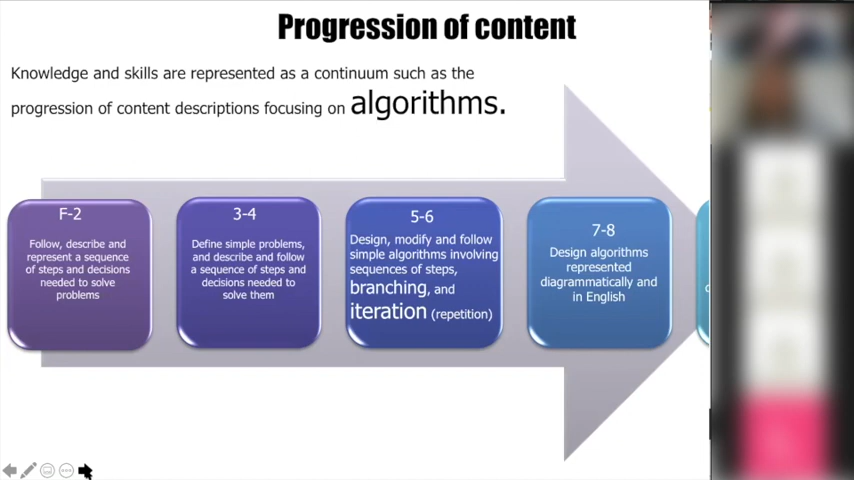 Progression of content
Knowledge and skills are represented as a continuum such as the
progression of content descriptions focusing on algorithms.
F-2
Follow, describe and
represent a sequence
of steps and decisions
needed to solve
problems
3-4
Define simple problems,
and describe and follow
a sequence of steps and
decisions needed to
solve them
5-6
Design, modify and follow
simple algorithms involving
sequences of steps,
branching, and
iteration (repetition)
7-8
Design algorithms
represented
diagrammatically and
in English